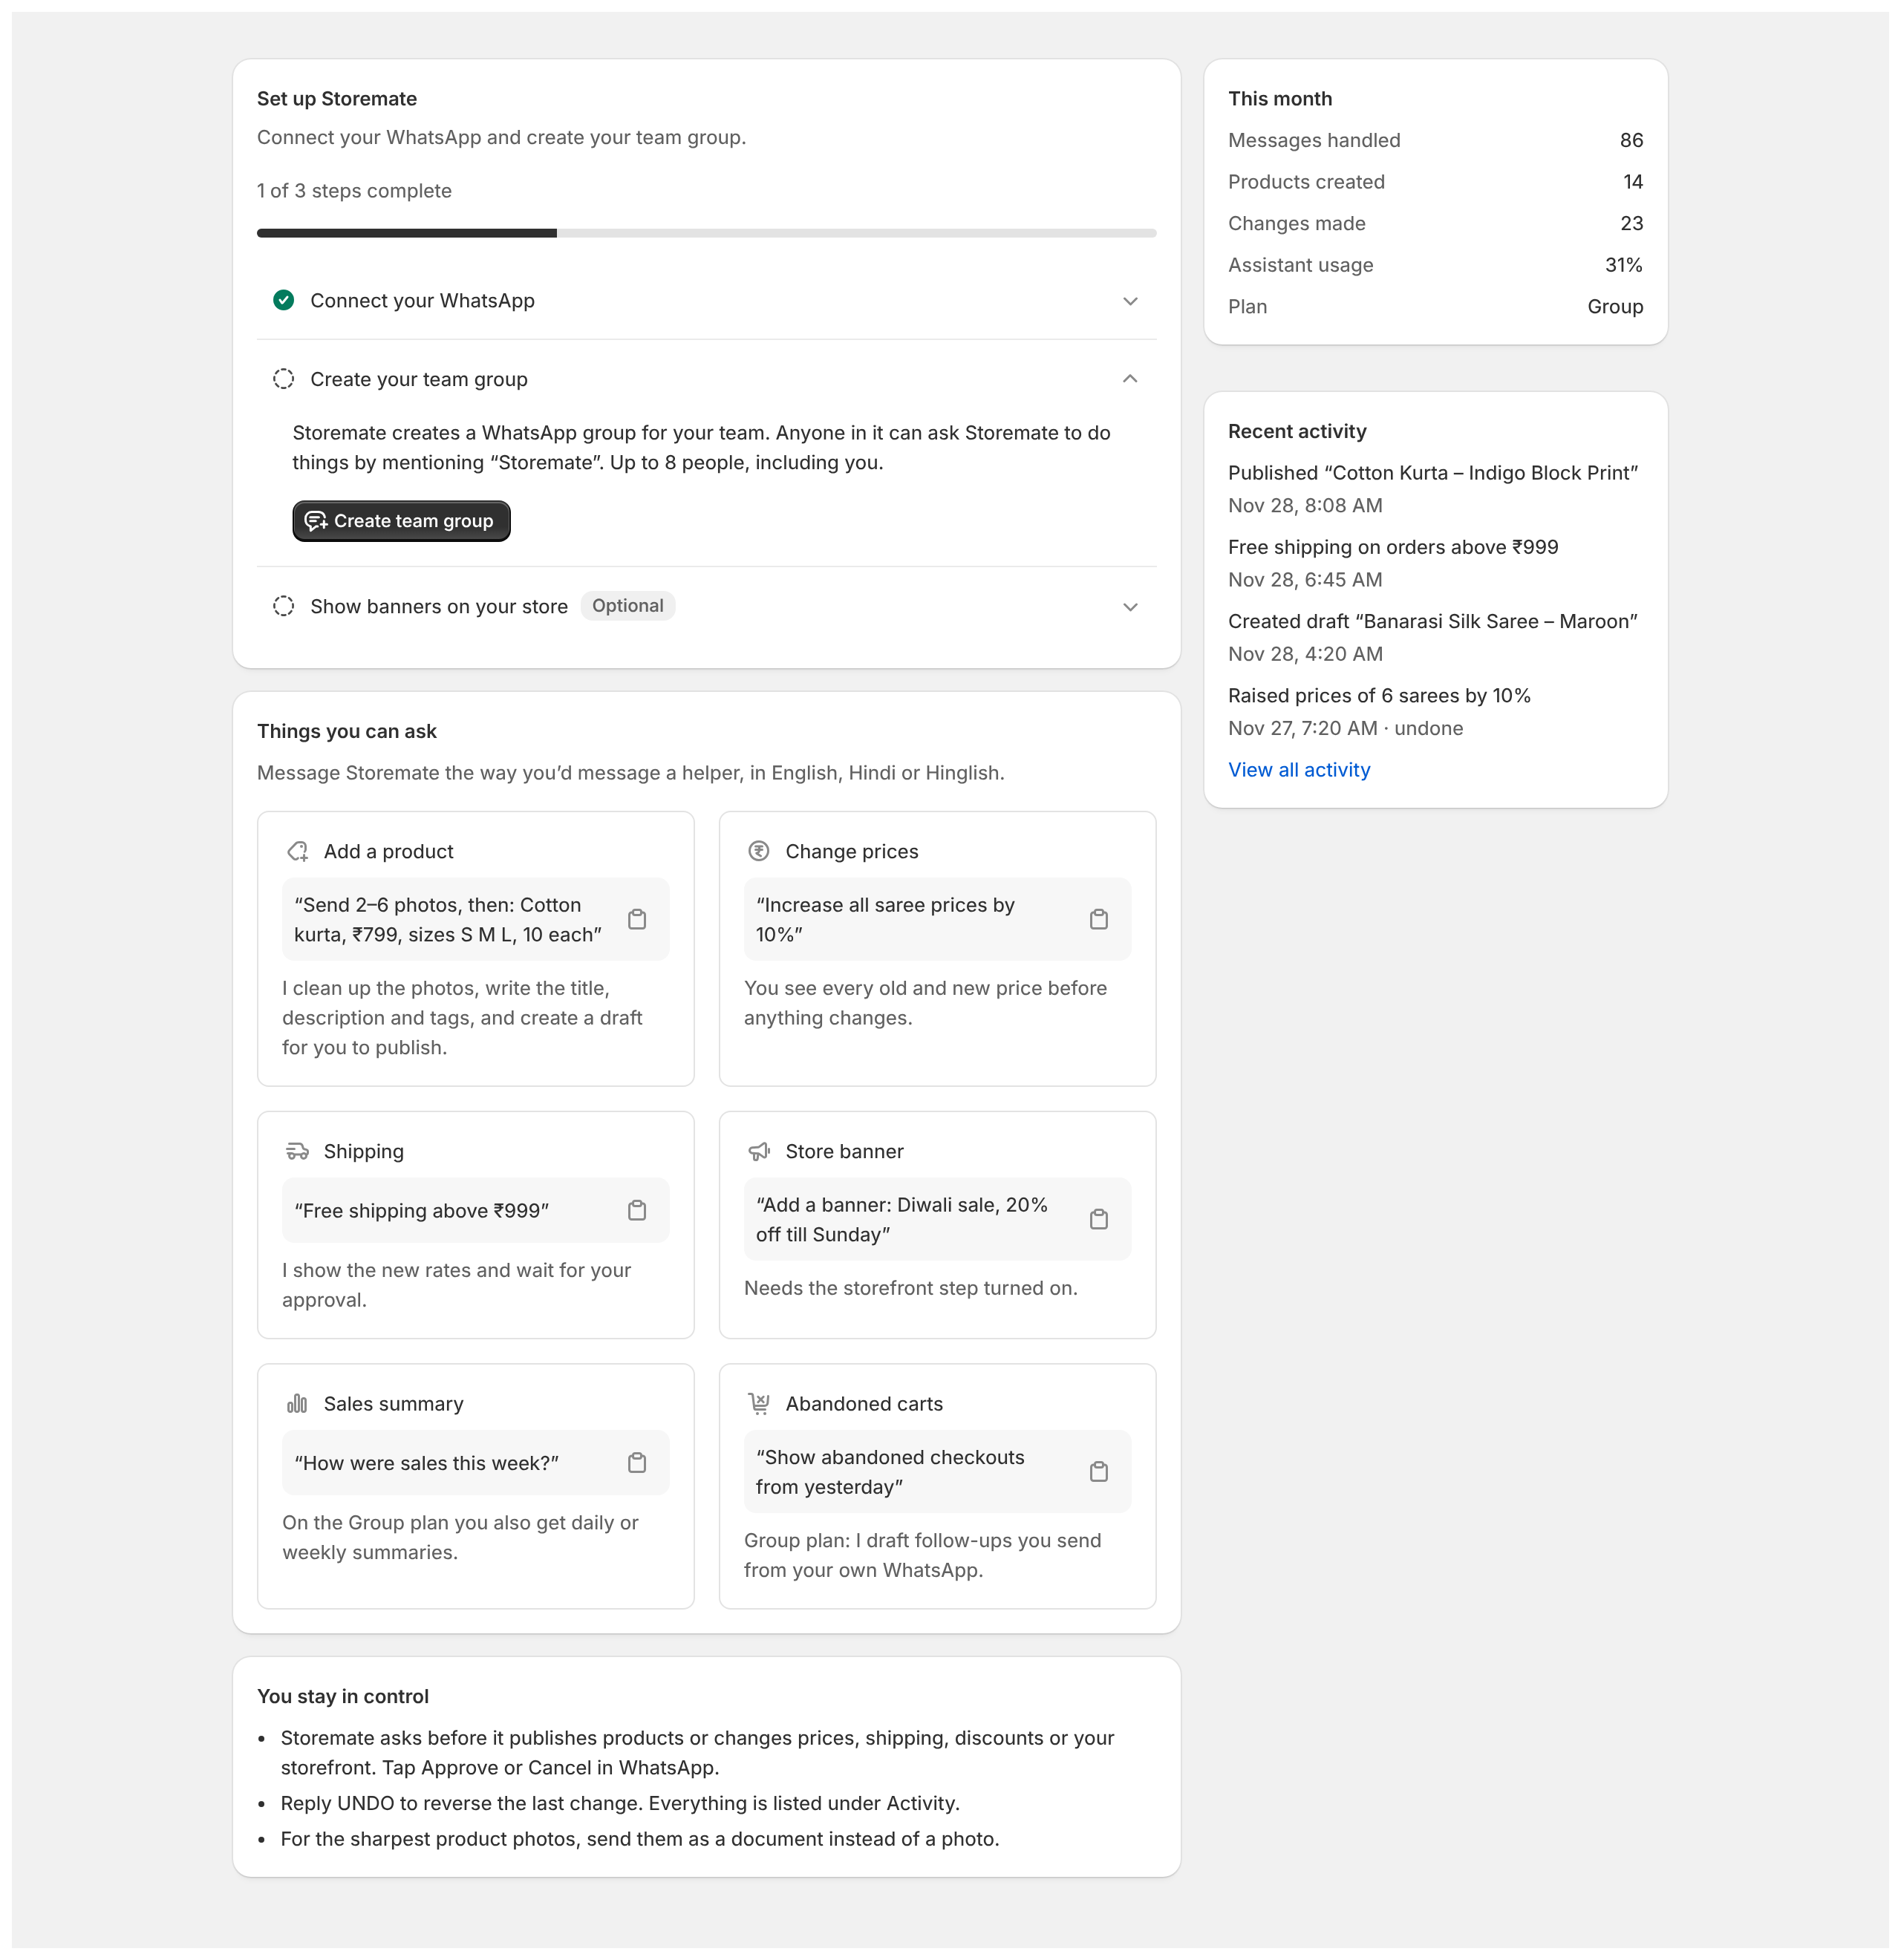 Set up Storemate
Connect your WhatsApp and create your team group.
1 of 3 steps complete
Connect your WhatsApp
Create your team group
Storemate creates a WhatsApp group for your team. Anyone in it can ask Storemate to do
things by mentioning “Storemate”. Up to 8 people, including you.
Create team group
Show banners on your store Optional
Things you can ask
Message Storemate the way you’d message a helper, in English, Hindi or Hinglish.
Add a product
“Send 2–6 photos, then: Cotton
kurta, ₹799, sizes S M L, 10 each”
I clean up the photos, write the title,
description and tags, and create a draft
for you to publish.
Change prices
“Increase all saree prices by
10%”
You see every old and new price before
anything changes.
Shipping
“Free shipping above ₹999”
I show the new rates and wait for your
approval.
Store banner
“Add a banner: Diwali sale, 20%
off till Sunday”
Needs the storefront step turned on.
Sales summary
“How were sales this week?”
On the Group plan you also get daily or
weekly summaries.
Abandoned carts
“Show abandoned checkouts
from yesterday”
Group plan: I draft follow-ups you send
from your own WhatsApp.
You stay in control
• Storemate asks before it publishes products or changes prices, shipping, discounts or your
storefront. Tap Approve or Cancel in WhatsApp.
• Reply UNDO to reverse the last change. Everything is listed under Activity.
• For the sharpest product photos, send them as a document instead of a photo.
This month
Messages handled 86
Products created 14
Changes made 23
Assistant usage 31%
Plan Group
Recent activity
Published “Cotton Kurta – Indigo Block Print”
Nov 28, 8:08 AM
Free shipping on orders above ₹999
Nov 28, 6:45 AM
Created draft “Banarasi Silk Saree – Maroon”
Nov 28, 4:20 AM
Raised prices of 6 sarees by 10%
Nov 27, 7:20 AM · undone
View all activity